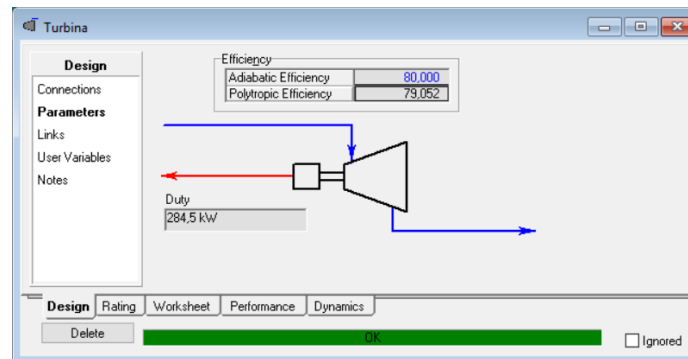 Turbina
Design
Connections
Parameters
Links
User Variables
Notes
Efficiency
Adiabatic Efficiency 80,000
Polytropic Efficiency 79,052
Duty
284,5 kW
Design Rating Worksheet Performance Dynamics
Delete OK Ignored